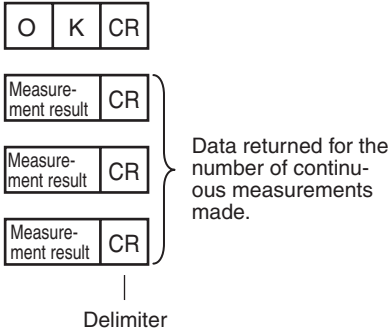 O K CR
Measure-
ment result CR
Measure-
ment result CR
Measure-
ment result CR
Data returned for the
number of continu-
ous measurements
made.
Delimiter